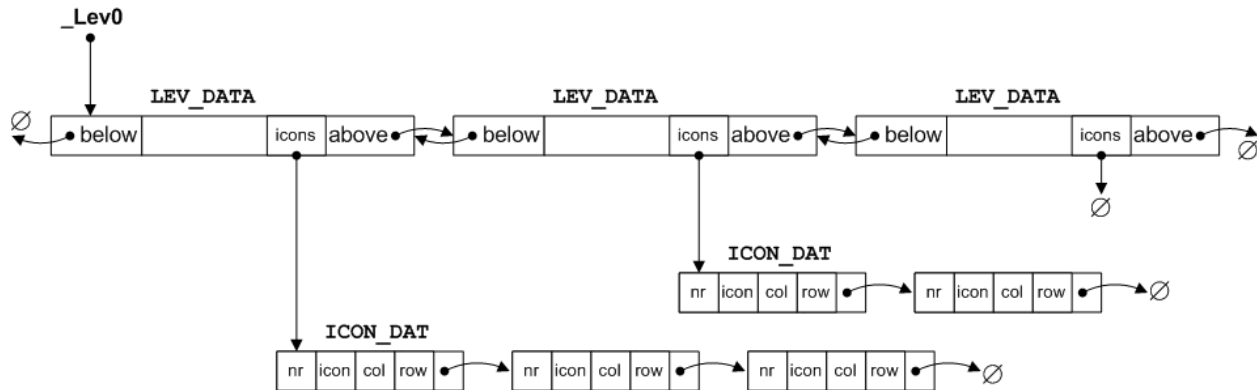 _Lev0
LEV_DATA LEV_DATA LEV_DATA
∅ below icons above below icons above below icons above ∅
∅
ICON_DAT
nr icon col row nr icon col row ∅
ICON_DAT
nr icon col row nr icon col row nr icon col row ∅